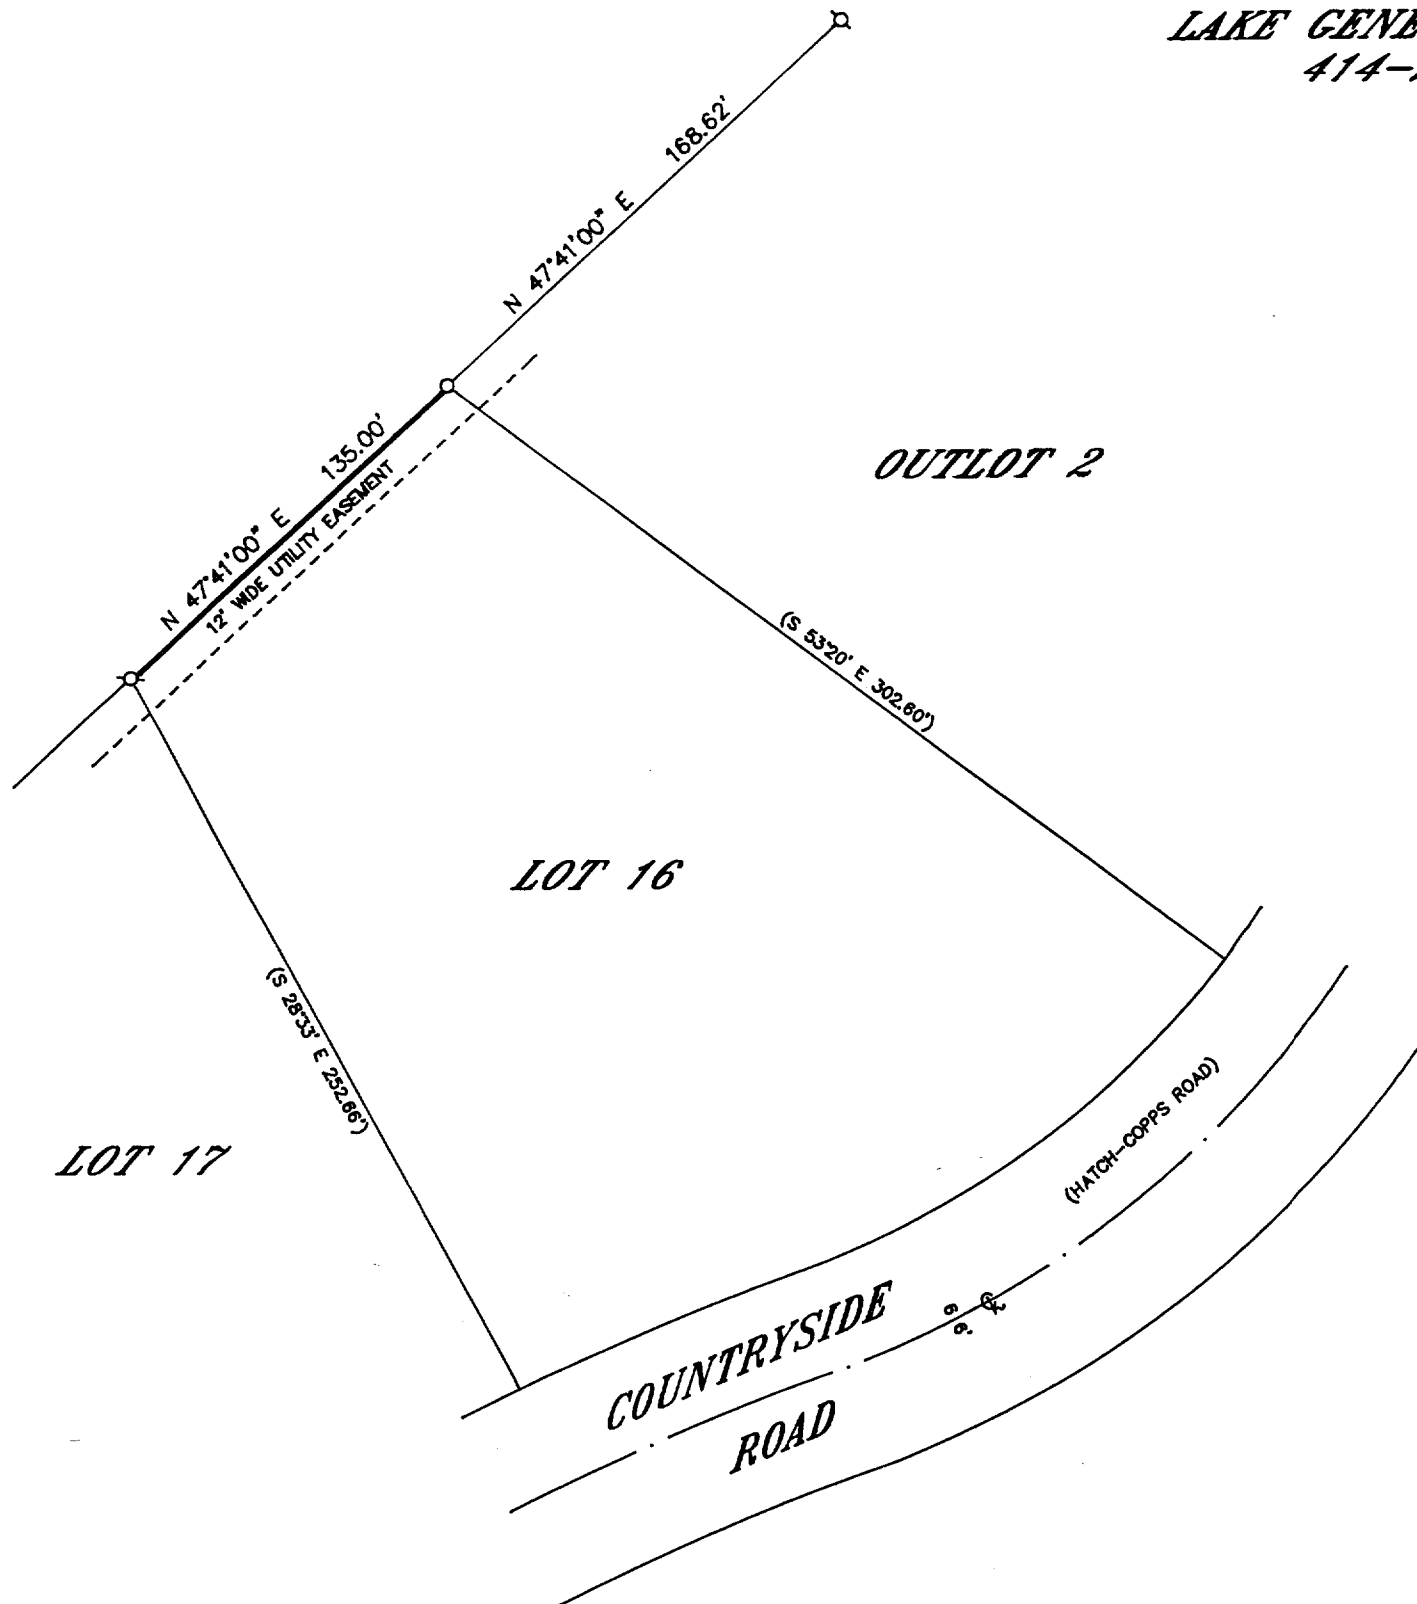 LAKE
414-
168.62'
N 47°41'00" E
135.00'
N 47°41'00" E
12' WIDE UTILITY EASEMENT
OUTLOT 2
(S 53°20' E 302.60')
LOT 16
(S 28°33' E 252.66')
LOT 17
(HATCH-COPPS ROAD)
66'
COUNTRYSIDE
ROAD